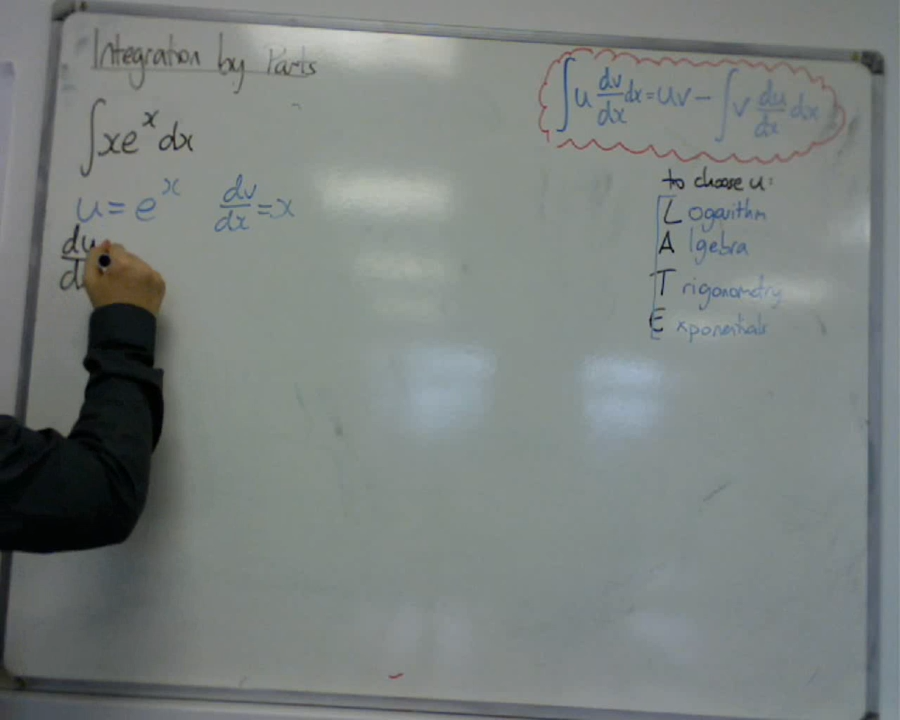 Integration by Parts
∫ u dv/dx dx = uv - ∫ v du/dx dx
∫ xe^x dx
u = e^x dv/dx = x
du
to choose u:
Logarithm
Algebra
Trigonometry
Exponentials